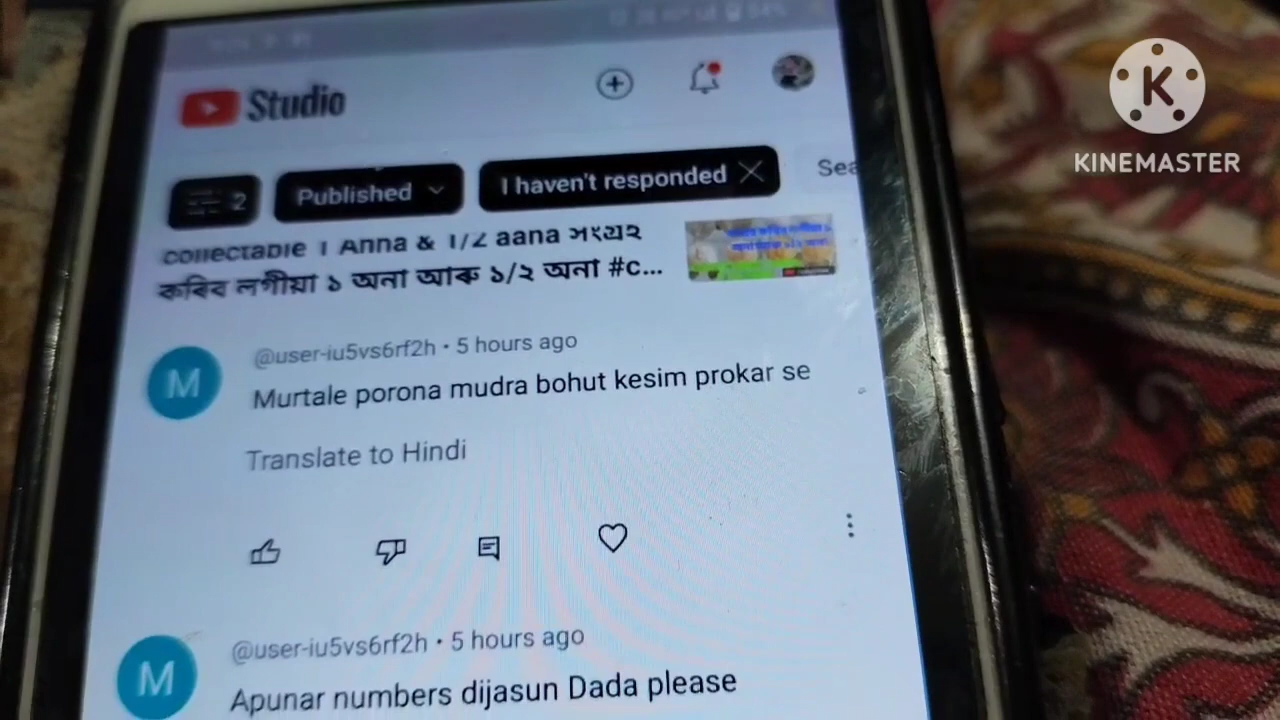 Studio
KINEMASTER
2
Published
I haven't responded
Sea
collectable 1 Anna & 1/2 aana সংগ্ৰহ
কৰিব লগীয়া ১ অনা আৰু ১/২ অনা #c...
@user-iu5vs6rf2h • 5 hours ago
Murtale porona mudra bohut kesim prokar se
Translate to Hindi
@user-iu5vs6rf2h • 5 hours ago
Apunar numbers dijasun Dada please
M
M